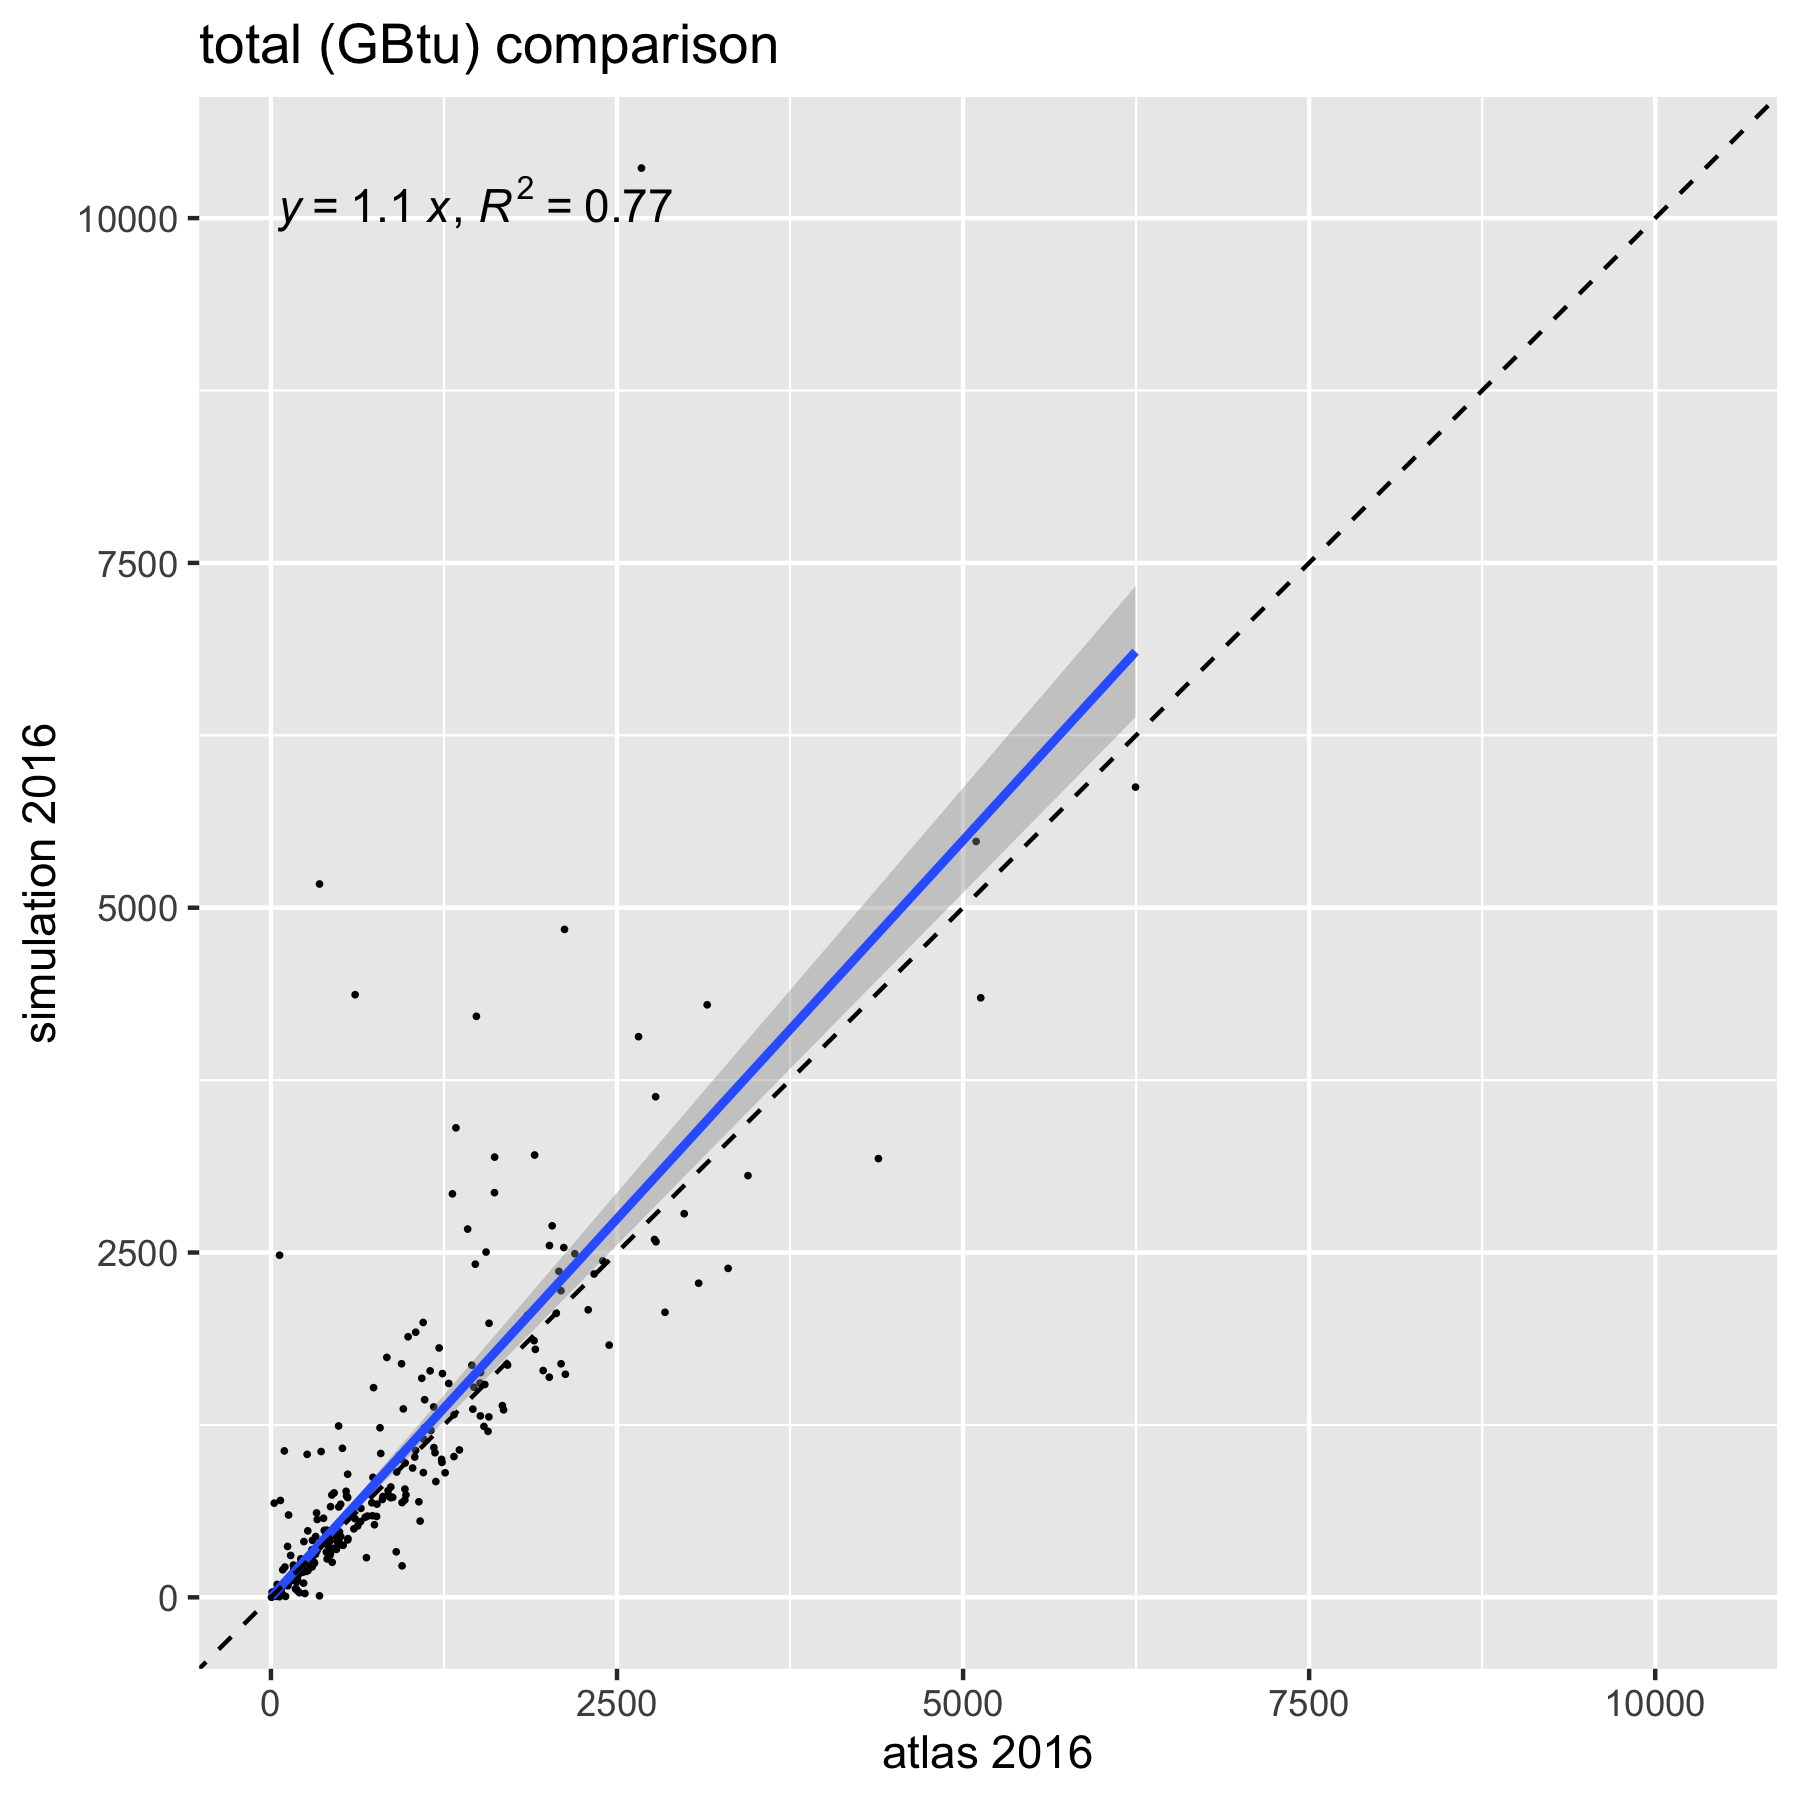 total (GBtu) comparison
y = 1.1 x, R² = 0.77
10000
7500
5000
2500
0
simulation 2016
0 2500 5000 7500 10000
atlas 2016